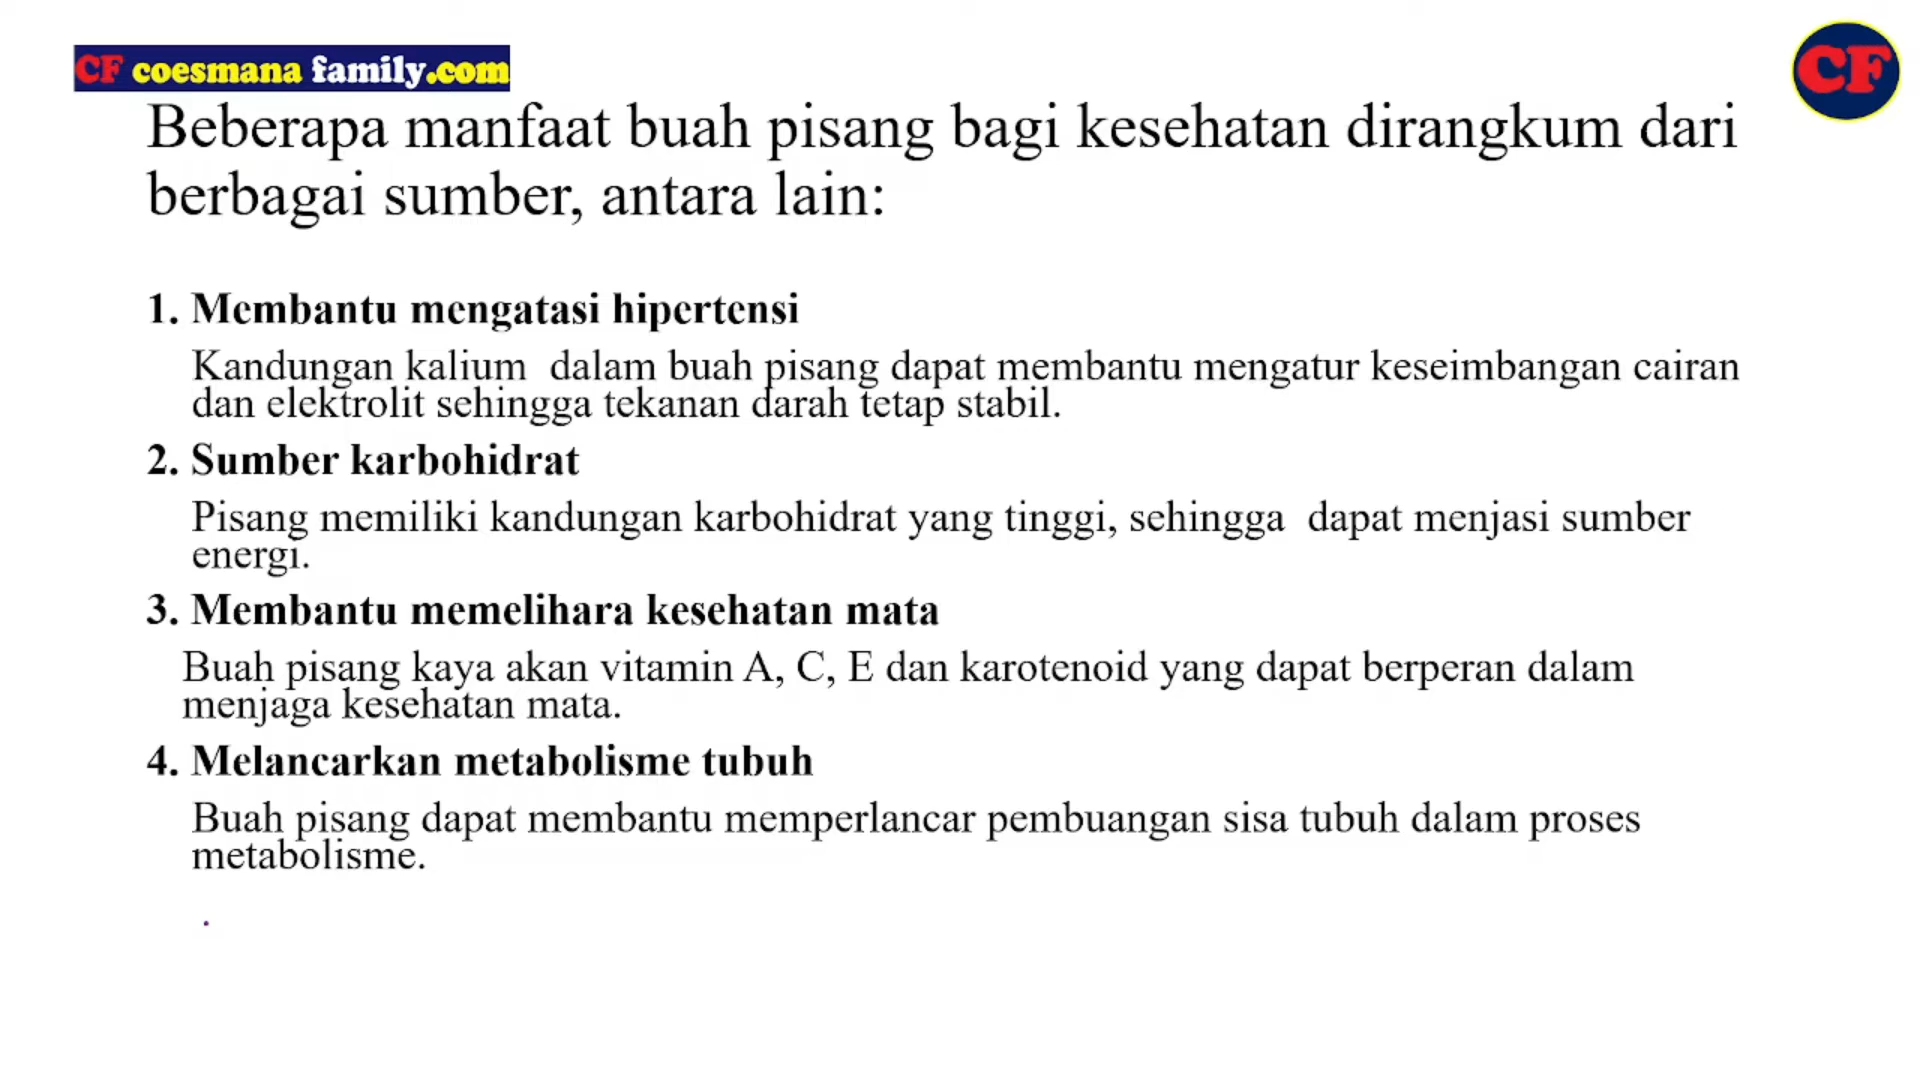 CF coesmana family.com
CF
Beberapa manfaat buah pisang bagi kesehatan dirangkum dari
berbagai sumber, antara lain:
1. Membantu mengatasi hipertensi
Kandungan kalium dalam buah pisang dapat membantu mengatur keseimbangan cairan
dan elektrolit sehingga tekanan darah tetap stabil.
2. Sumber karbohidrat
Pisang memiliki kandungan karbohidrat yang tinggi, sehingga dapat menjasi sumber
energi.
3. Membantu memelihara kesehatan mata
Buah pisang kaya akan vitamin A, C, E dan karotenoid yang dapat berperan dalam
menjaga kesehatan mata.
4. Melancarkan metabolisme tubuh
Buah pisang dapat membantu memperlancar pembuangan sisa tubuh dalam proses
metabolisme.
.